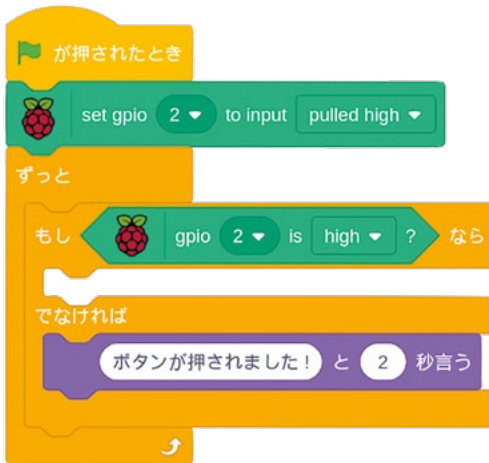 が押されたとき
set gpio 2 to input pulled high
ずっと
もし gpio 2 is high ? なら
でなければ
ボタンが押されました! と 2 秒言う